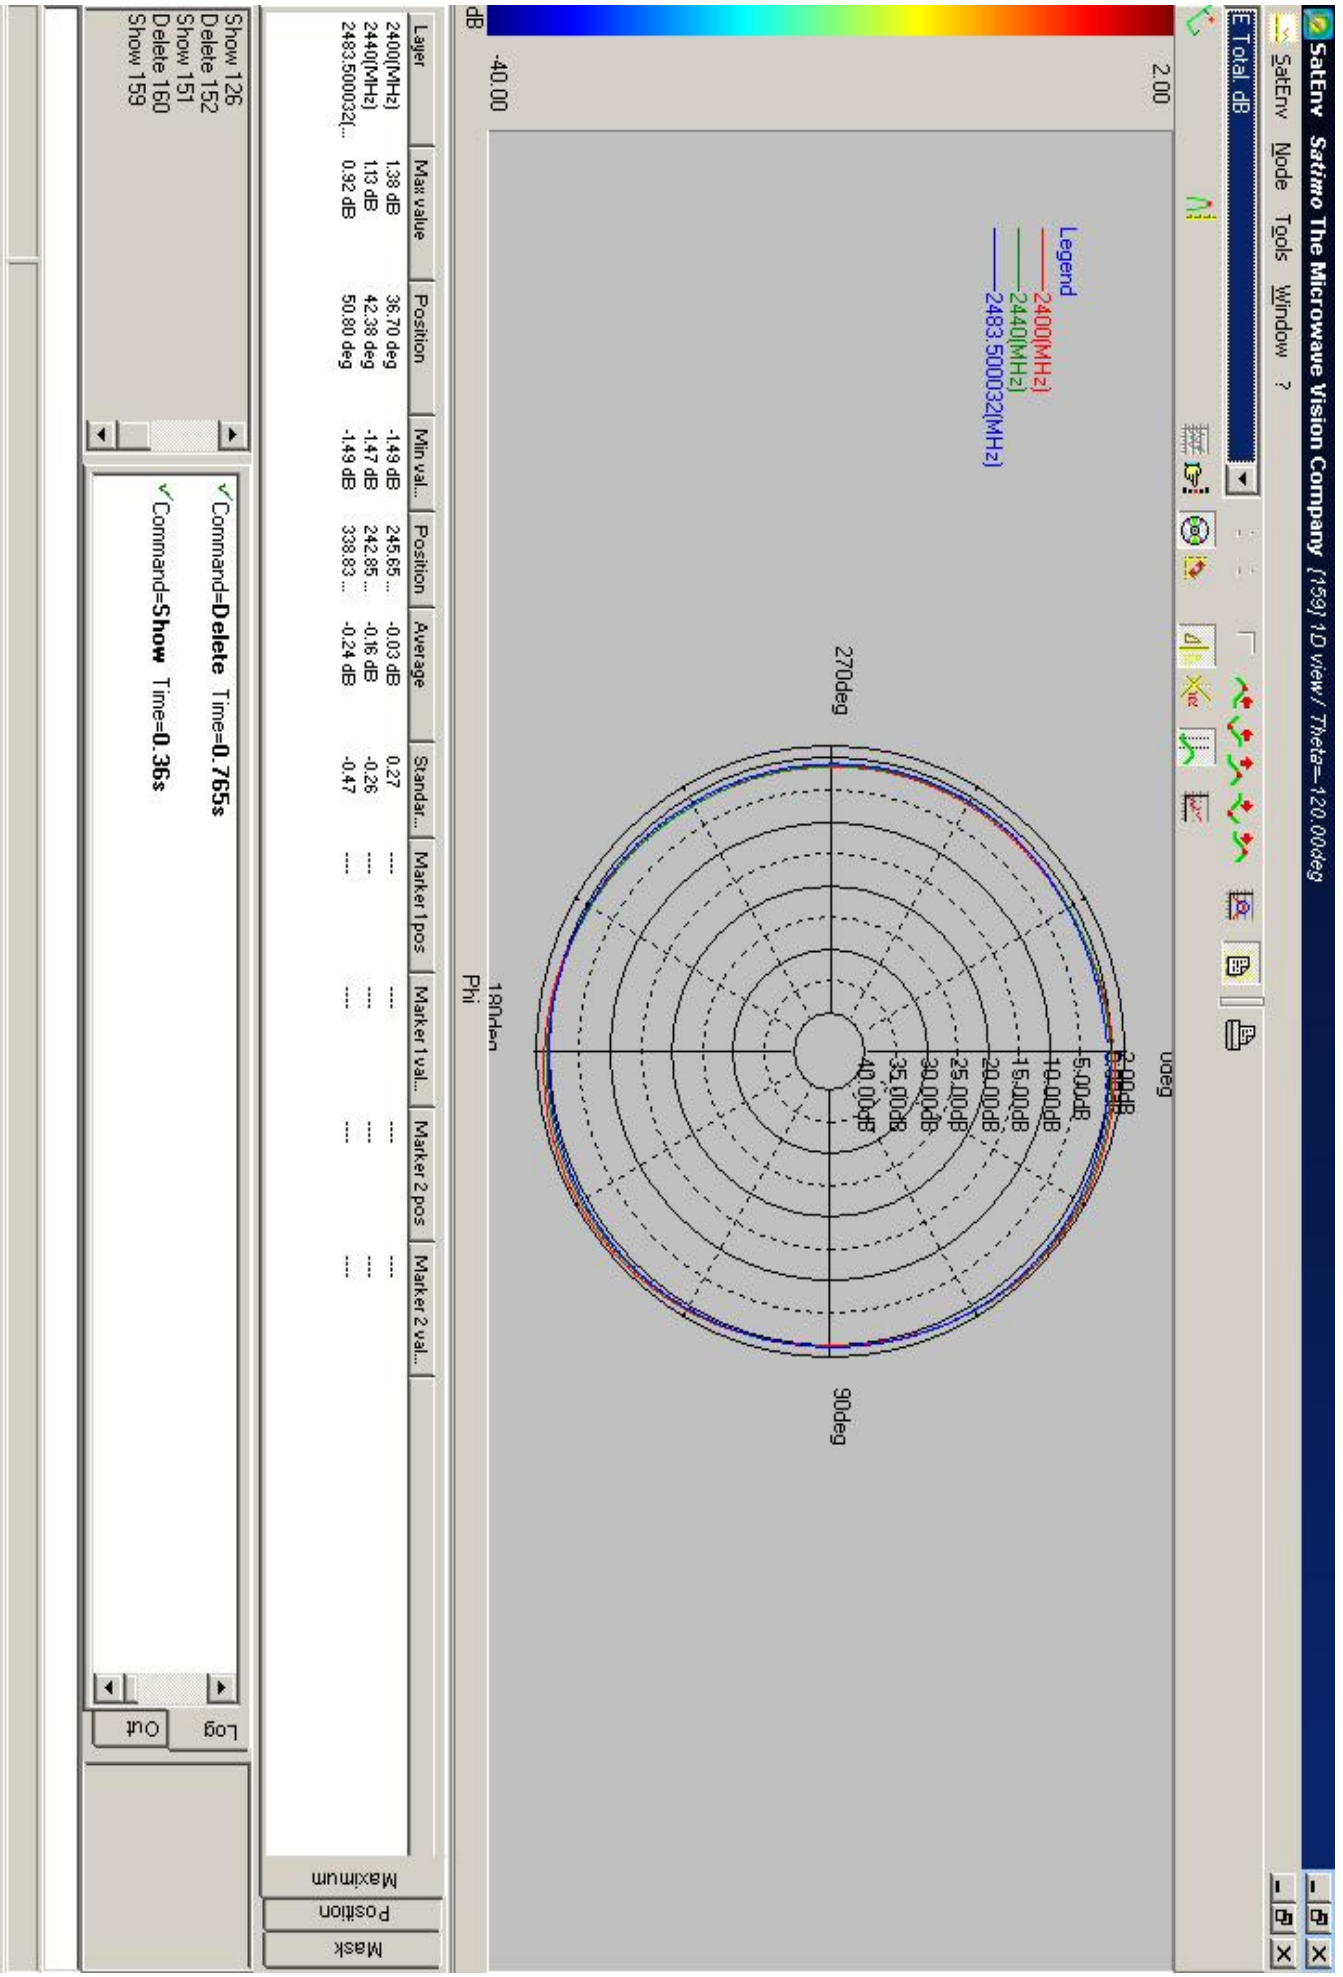 SatEnv Satimo The Microwave Vision Company [159] 1D view / Theta=-120.00deg
SatEnv Node Tools Window ?
E Total. dB
2.00
-40.00
dB
Legend
2400(MHz)
2440(MHz)
2483.500032(MHz)
0deg
2.00dB
0.00dB
-5.00dB
-10.00dB
-15.00dB
-20.00dB
-25.00dB
-30.00dB
-35.00dB
-40.00dB
270deg
90deg
180deg
Phi
Layer Max value Position Min val... Position Average Standar... Marker 1 pos Marker 1 val... Marker 2 pos Marker 2 val...
2400(MHz) 1.38 dB 36.70 deg -1.49 dB 245.65 ... -0.03 dB 0.27 ---- ---- ---- ----
2440(MHz) 1.13 dB 42.38 deg -1.47 dB 242.85 ... -0.16 dB -0.26 ---- ---- ---- ----
2483.500032(... 0.92 dB 50.80 deg -1.49 dB 338.83 ... -0.24 dB -0.47 ---- ---- ---- ----
Maximum
Position
Mask
Show 126
Delete 152
Show 151
Delete 160
Show 159
Command=Delete Time=0.765s
Command=Show Time=0.36s
Log
Out